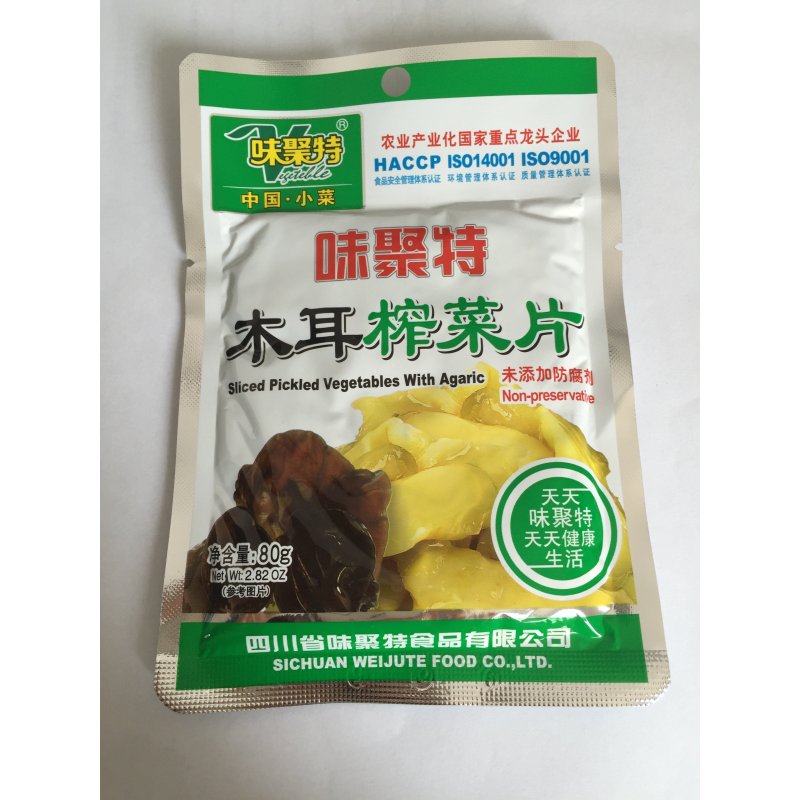 味聚特®
Vegetable
中国·小菜
农业产业化国家重点龙头企业
HACCP ISO14001 ISO9001
食品安全管理体系认证 环境管理体系认证 质量管理体系认证
味聚特
木耳榨菜片
Sliced Pickled Vegetables With Agaric
未添加防腐剂
Non-preservative
天天
味聚特
天天健康
生活
净含量:80g
Net Wt: 2.82 OZ
(参考图片)
四川省味聚特食品有限公司
SICHUAN WEIJUTE FOOD CO.,LTD.